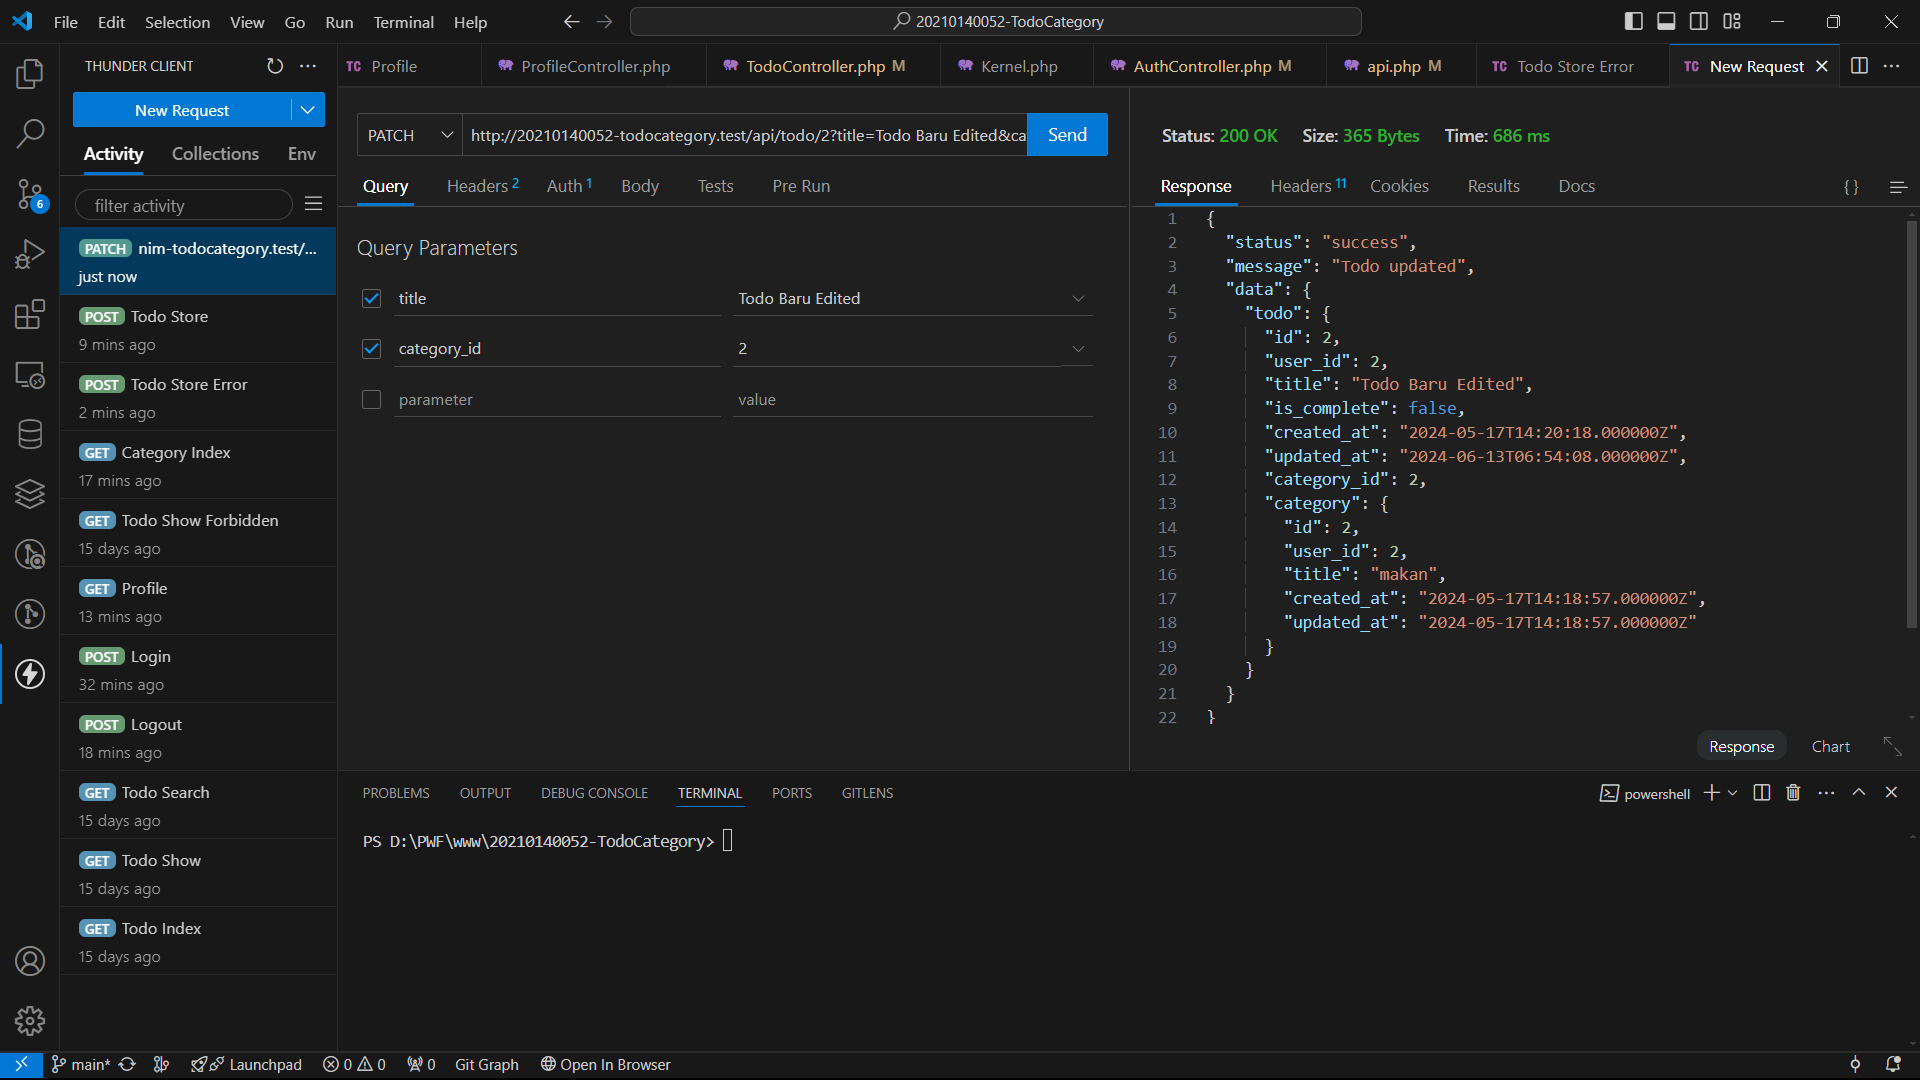 File Edit Selection View Go Run Terminal Help
20210140052-TodoCategory
THUNDER CLIENT
New Request
Activity Collections Env
filter activity
PATCH nim-todocategory.test/...
just now
POST Todo Store
9 mins ago
POST Todo Store Error
2 mins ago
GET Category Index
17 mins ago
GET Todo Show Forbidden
15 days ago
GET Profile
13 mins ago
POST Login
32 mins ago
POST Logout
18 mins ago
GET Todo Search
15 days ago
GET Todo Show
15 days ago
GET Todo Index
15 days ago
6
TC Profile ProfileController.php TodoController.php M Kernel.php AuthController.php M api.php M TC Todo Store Error TC New Request
PATCH http://20210140052-todocategory.test/api/todo/2?title=Todo Baru Edited&ca Send
Query Headers 2 Auth 1 Body Tests Pre Run
Query Parameters
title Todo Baru Edited
category_id 2
parameter value
Status: 200 OK Size: 365 Bytes Time: 686 ms
Response Headers 11 Cookies Results Docs { }
1 {
2 "status": "success",
3 "message": "Todo updated",
4 "data": {
5 "todo": {
6 "id": 2,
7 "user_id": 2,
8 "title": "Todo Baru Edited",
9 "is_complete": false,
10 "created_at": "2024-05-17T14:20:18.000000Z",
11 "updated_at": "2024-06-13T06:54:08.000000Z",
12 "category_id": 2,
13 "category": {
14 "id": 2,
15 "user_id": 2,
16 "title": "makan",
17 "created_at": "2024-05-17T14:18:57.000000Z",
18 "updated_at": "2024-05-17T14:18:57.000000Z"
19 }
20 }
21 }
22 }
Response Chart
PROBLEMS OUTPUT DEBUG CONSOLE TERMINAL PORTS GITLENS
powershell
PS D:\PWF\www\20210140052-TodoCategory>
main* Launchpad 0 0 0 Git Graph Open In Browser